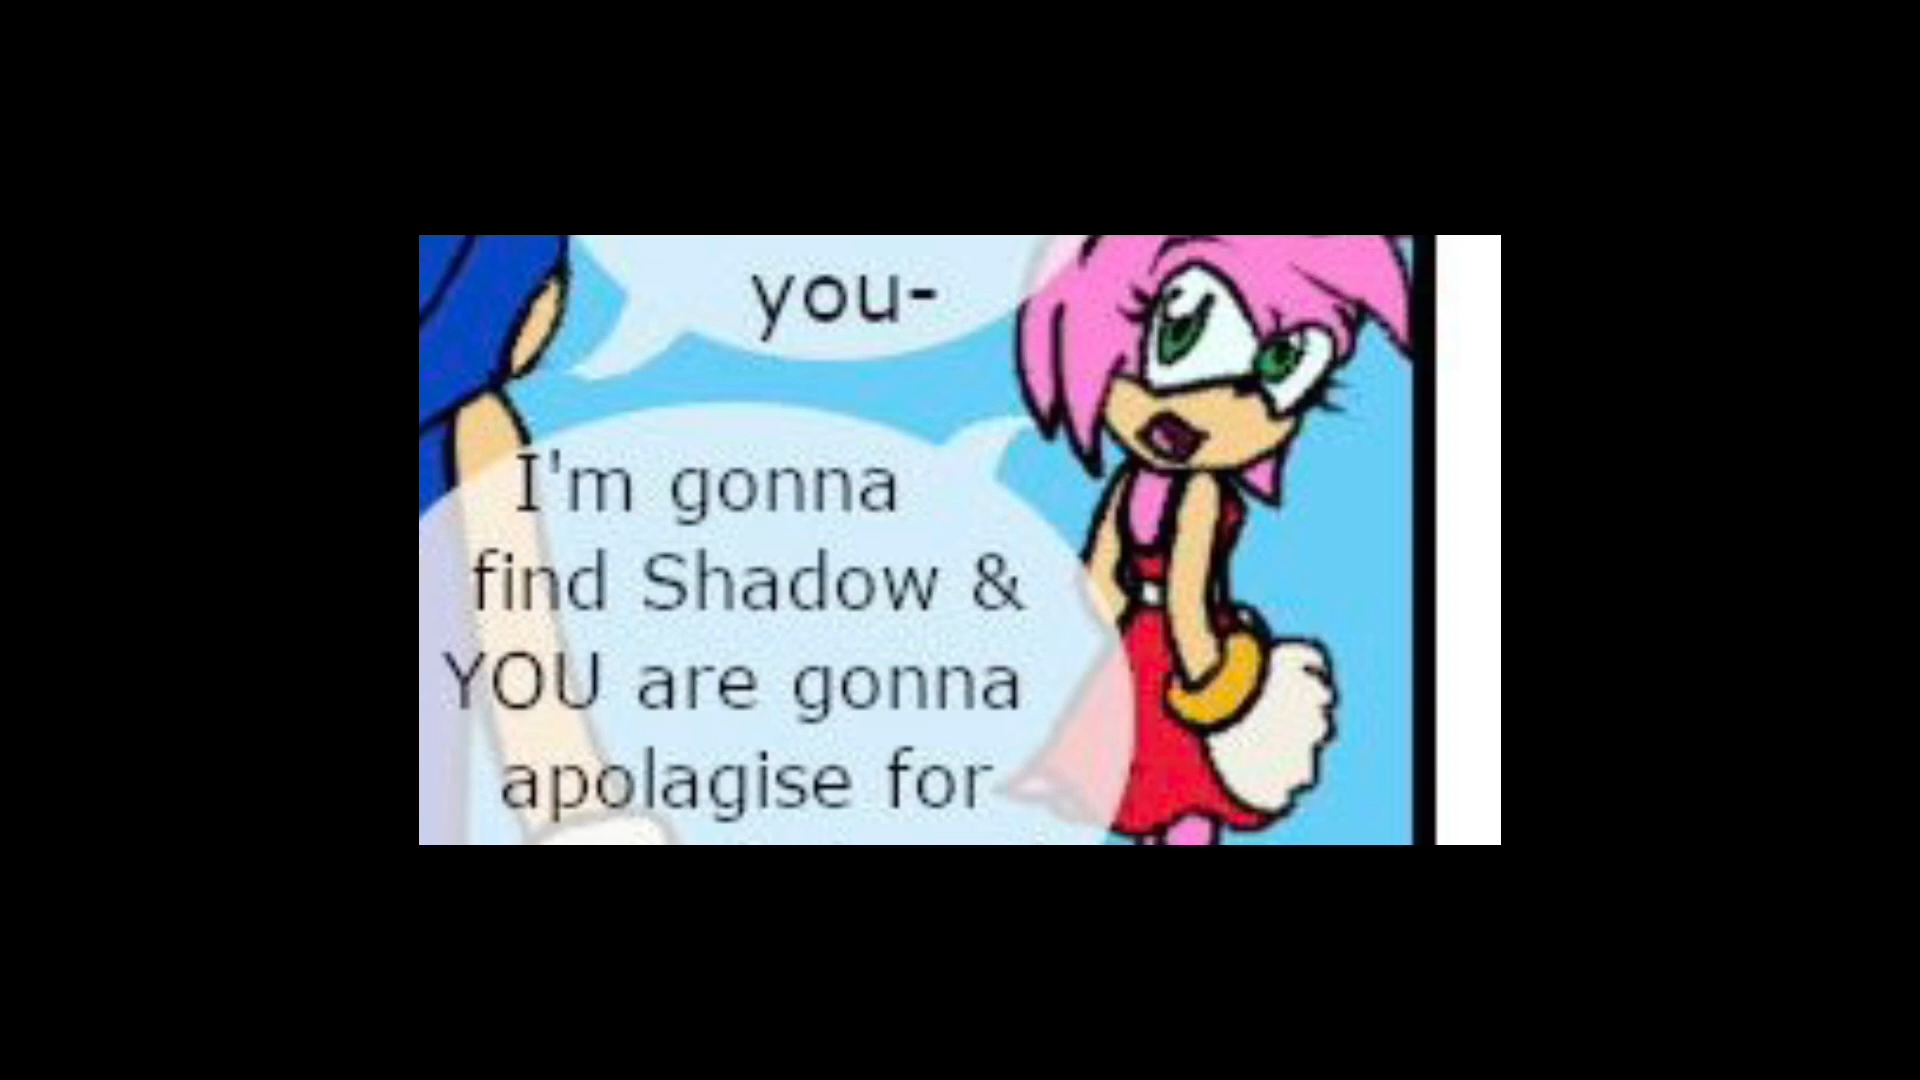 you-
I'm gonna
find Shadow &
YOU are gonna
apolagise for